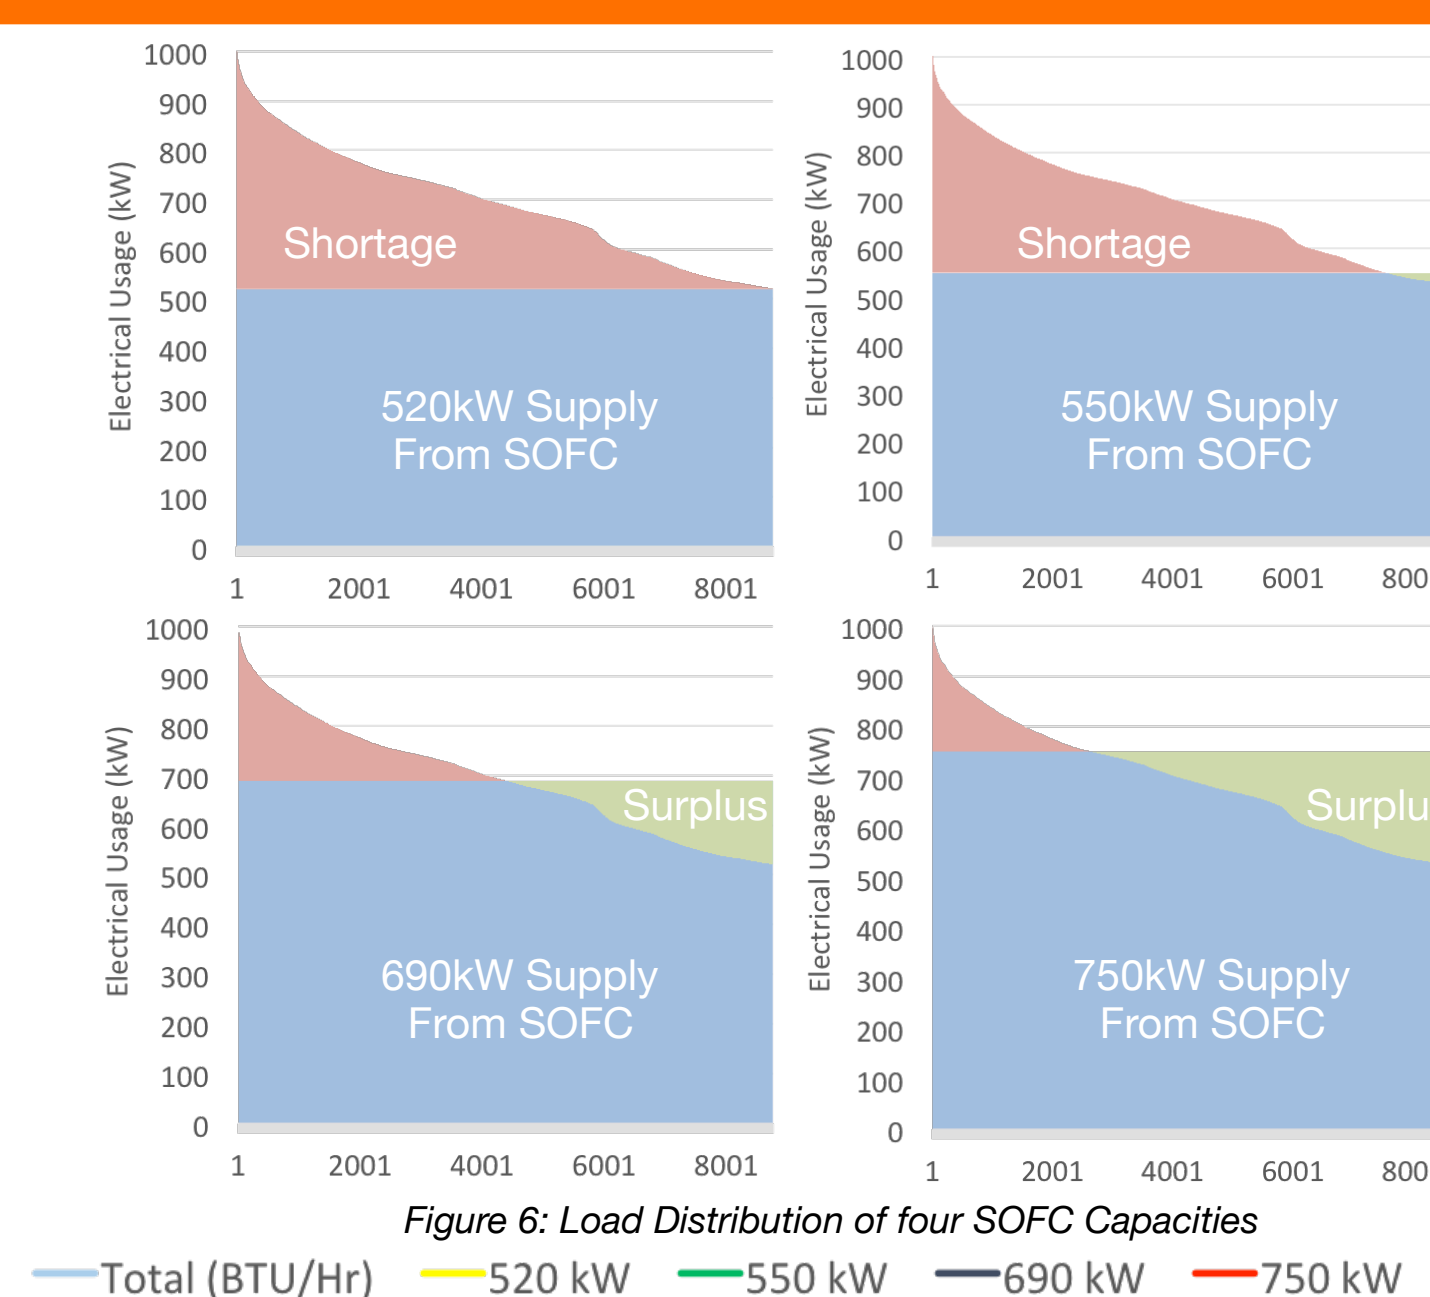 1000
900
800
700
600
500
400
300
200
100
0
Electrical Usage (kW)
Shortage
520kW Supply
From SOFC
1 2001 4001 6001 8001
1000
900
800
700
600
500
400
300
200
100
0
Electrical Usage (kW)
Shortage
550kW Supply
From SOFC
1 2001 4001 6001 800
1000
900
800
700
600
500
400
300
200
100
0
Electrical Usage (kW)
Surplus
690kW Supply
From SOFC
1 2001 4001 6001 8001
1000
900
800
700
600
500
400
300
200
100
0
Electrical Usage (kW)
Surplu
750kW Supply
From SOFC
1 2001 4001 6001 800
Figure 6: Load Distribution of four SOFC Capacities
Total (BTU/Hr) 520 kW 550 kW 690 kW 750 kW